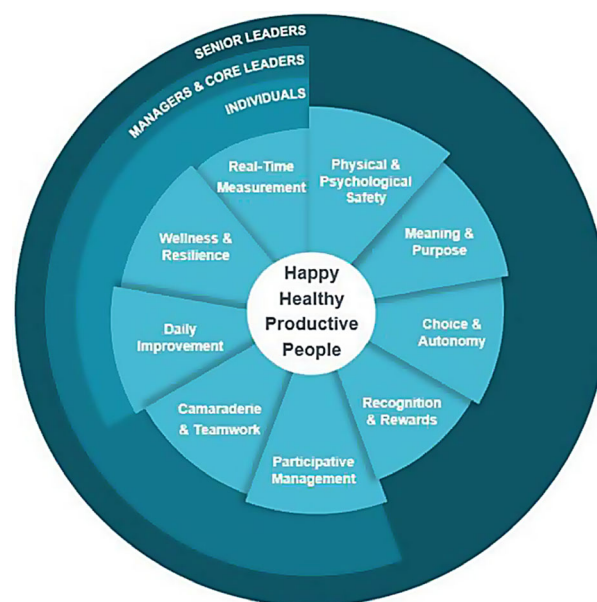 SENIOR LEADERS
MANAGERS & CORE LEADERS
INDIVIDUALS
Real-Time
Measurement
Physical &
Psychological
Safety
Meaning &
Purpose
Choice &
Autonomy
Recognition
& Rewards
Participative
Management
Camaraderie
& Teamwork
Daily
Improvement
Wellness &
Resilience
Happy
Healthy
Productive
People